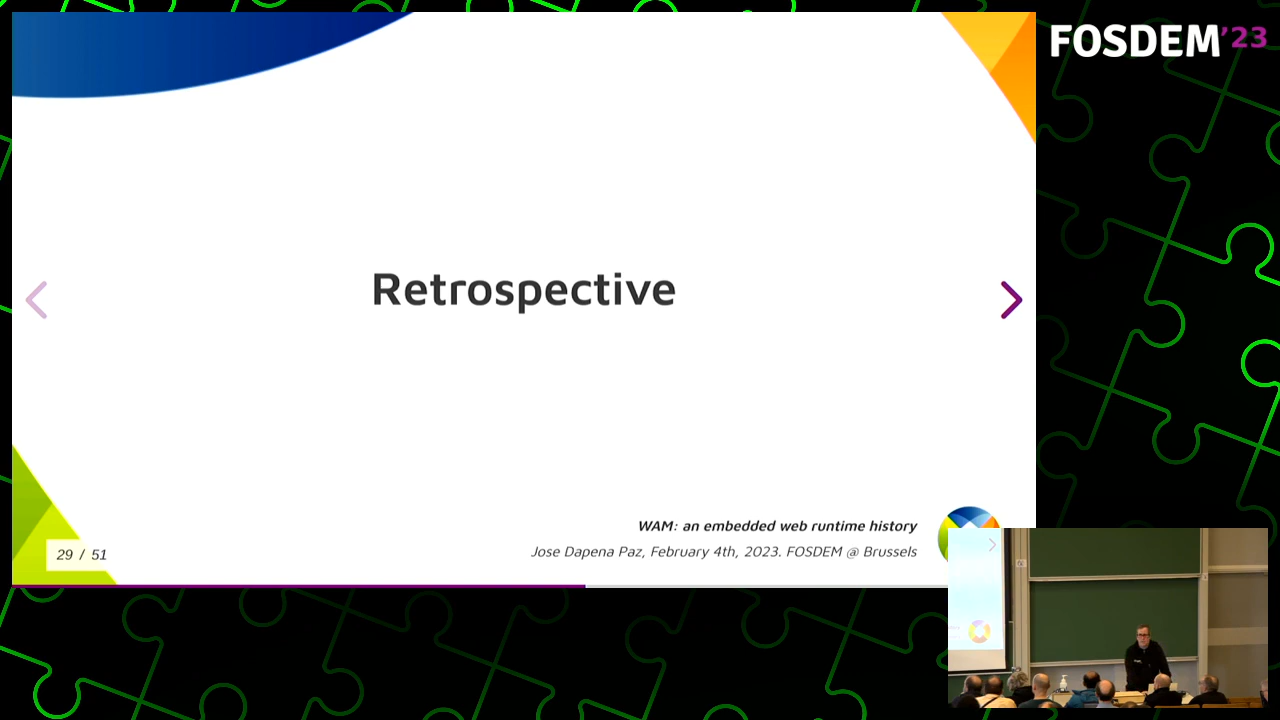 FOSDEM'23
Retrospective
WAM: an embedded web runtime history
Jose Dapena Paz, February 4th, 2023. FOSDEM @ Brussels
29 / 51